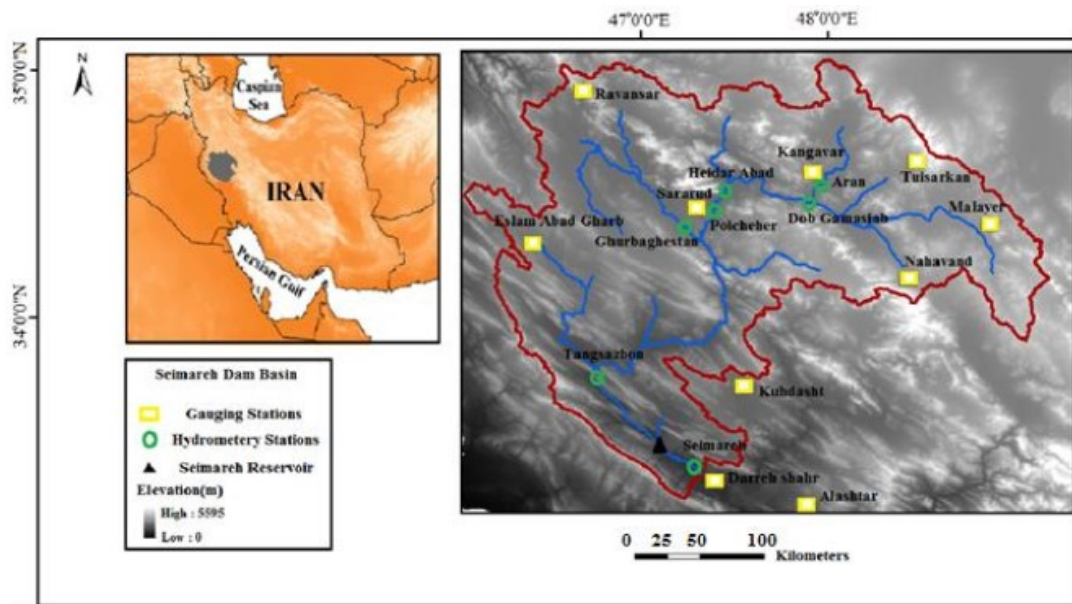 47°0'0"E
48°0'0"E
35°0'0"N
34°0'0"N
N
Caspian
Sea
IRAN
Persian Gulf
Seimareh Dam Basin
Gauging Stations
Hydrometery Stations
Seimareh Reservoir
Elevation(m)
High : 5595
Low : 0
Ravansar
Kangavar
Heidar Abad
Tuisarkan
Aran
Sararud
Malayer
Eslam Abad Gharb
Polcheher
Dob Gamasiab
Ghurbaghestan
Nahavand
Tangsazbon
Kuhdasht
Seimareh
Darreh shahr
Alashtar
0 25 50 100
Kilometers